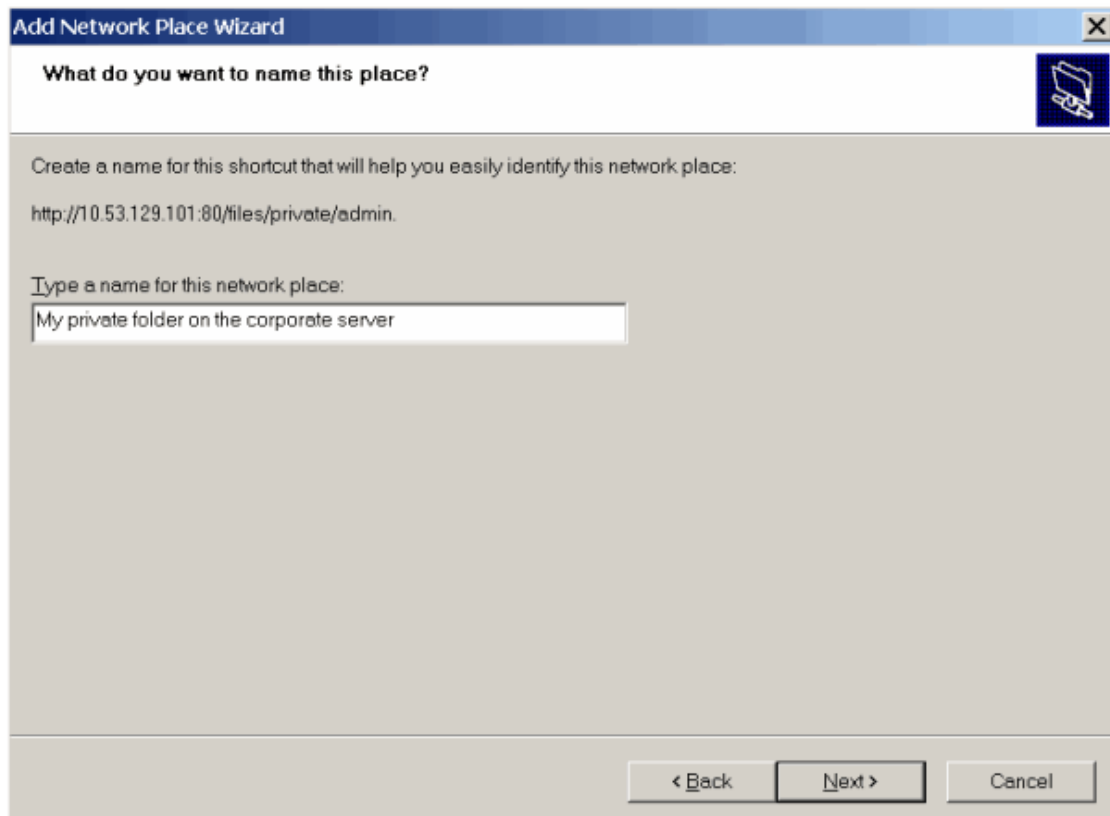 Add Network Place Wizard
What do you want to name this place?
Create a name for this shortcut that will help you easily identify this network place:
http://10.53.129.101:80/files/private/admin.
Type a name for this network place:
My private folder on the corporate server
< Back
Next >
Cancel